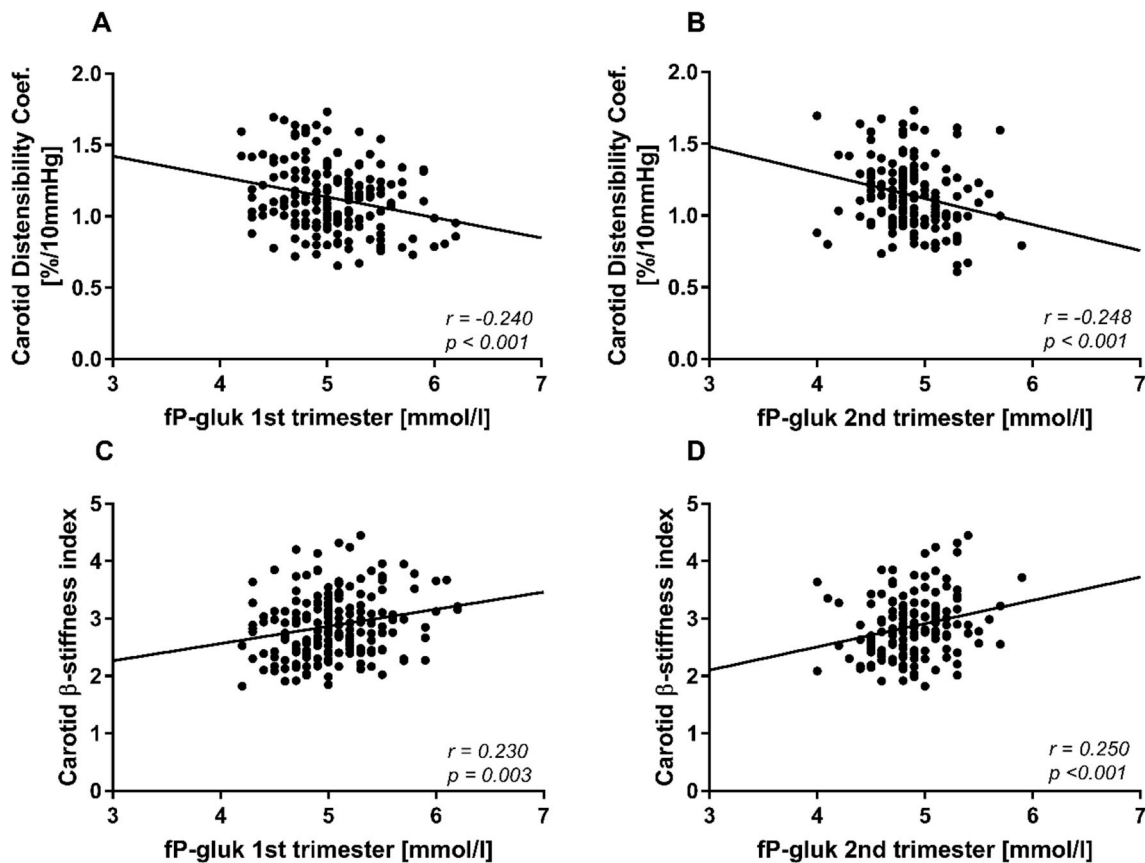 A
Carotid Distensibility Coef.
[%/10mmHg]
2.0
1.5
1.0
0.5
0.0
r = -0.240
p < 0.001
3 4 5 6 7
fP-gluk 1st trimester [mmol/l]
B
Carotid Distensibility Coef.
[%/10mmHg]
2.0
1.5
1.0
0.5
0.0
r = -0.248
p < 0.001
3 4 5 6 7
fP-gluk 2nd trimester [mmol/l]
C
Carotid β-stiffness index
5
4
3
2
1
0
r = 0.230
p = 0.003
3 4 5 6 7
fP-gluk 1st trimester [mmol/l]
D
Carotid β-stiffness index
5
4
3
2
1
0
r = 0.250
p <0.001
3 4 5 6 7
fP-gluk 2nd trimester [mmol/l]